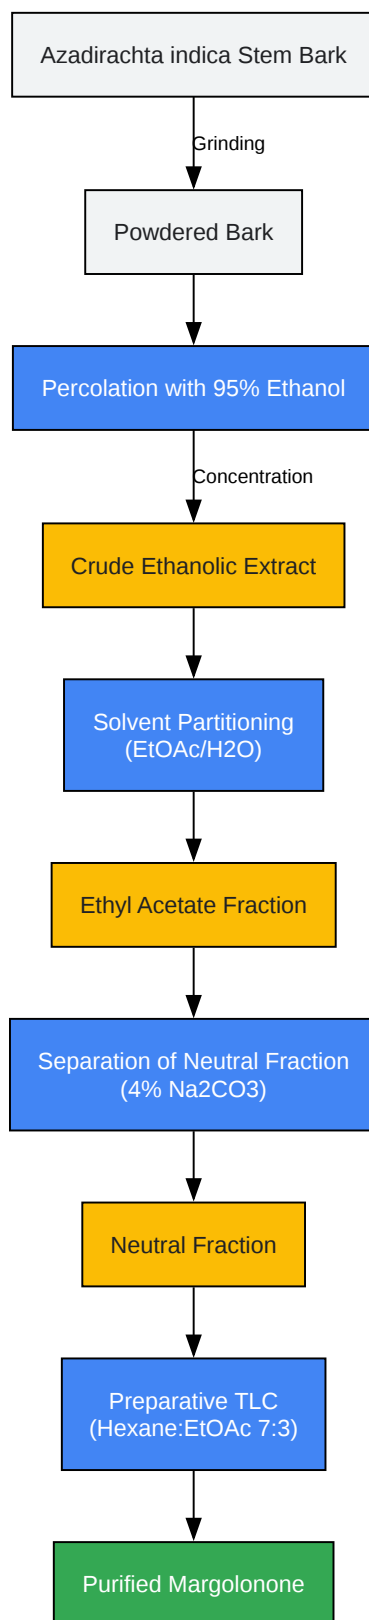 Azadirachta indica Stem Bark
Grinding
Powdered Bark
Percolation with 95% Ethanol
Concentration
Crude Ethanolic Extract
Solvent Partitioning
(EtOAc/H2O)
Ethyl Acetate Fraction
Separation of Neutral Fraction
(4% Na2CO3)
Neutral Fraction
Preparative TLC
(Hexane:EtOAc 7:3)
Purified Margolonone